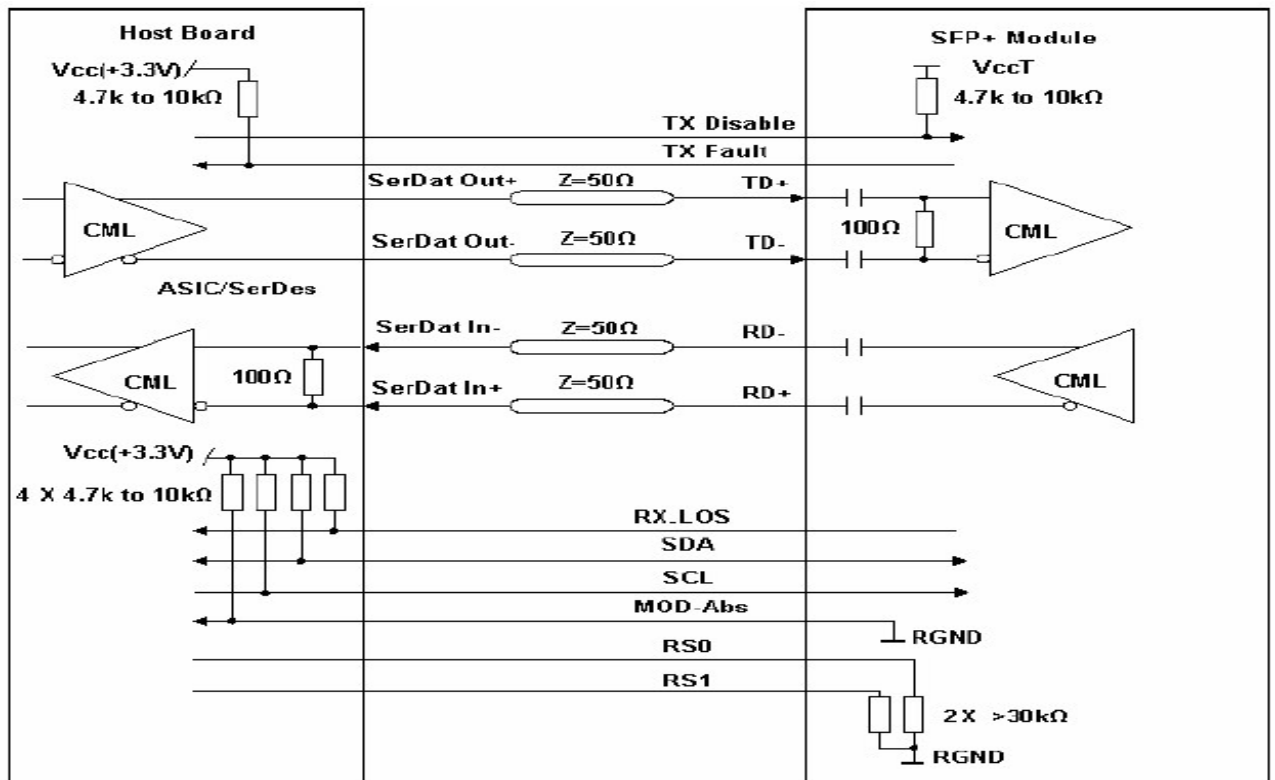 Host Board
SFP+ Module
Vcc(+3.3V)
VccT
4.7k to 10kΩ
4.7k to 10kΩ
TX Disable
TX Fault
SerDat Out+
Z=50Ω
TD+
CML
100Ω
CML
SerDat Out-
Z=50Ω
TD-
ASIC/SerDes
SerDat In-
Z=50Ω
RD-
CML
100Ω
CML
SerDat In+
Z=50Ω
RD+
Vcc(+3.3V)
4 X 4.7k to 10kΩ
RX_LOS
SDA
SCL
MOD-Abs
RGND
RS0
RS1
2X >30kΩ
RGND